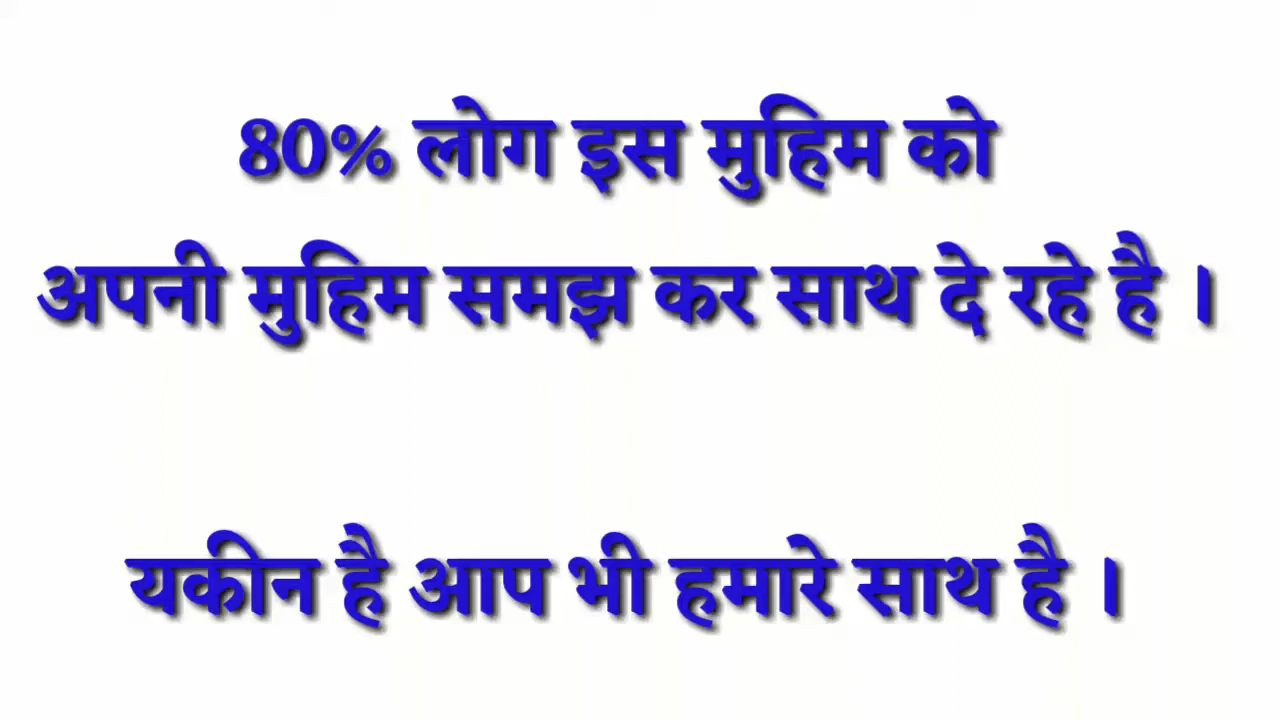 80% लोग इस मुहिम को
अपनी मुहिम समझ कर साथ दे रहे है ।
यकीन है आप भी हमारे साथ है ।